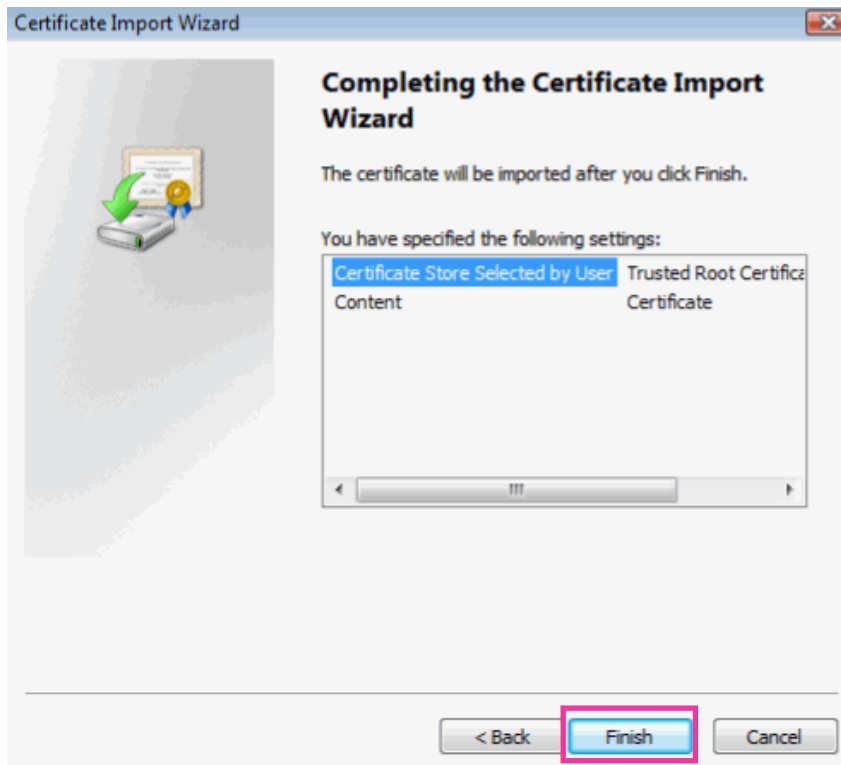 Certificate Import Wizard
Completing the Certificate Import
Wizard
The certificate will be imported after you click Finish.
You have specified the following settings:
Certificate Store Selected by User Trusted Root Certifica
Content Certificate
< Back Finish Cancel